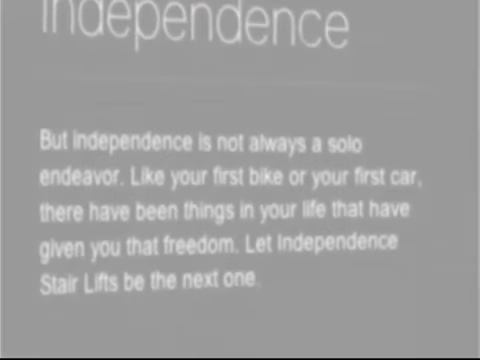 Independence
But independence is not always a solo
endeavor. Like your first bike or your first car,
there have been things in your life that have
given you that freedom. Let Independence
Stair Lifts be the next one.